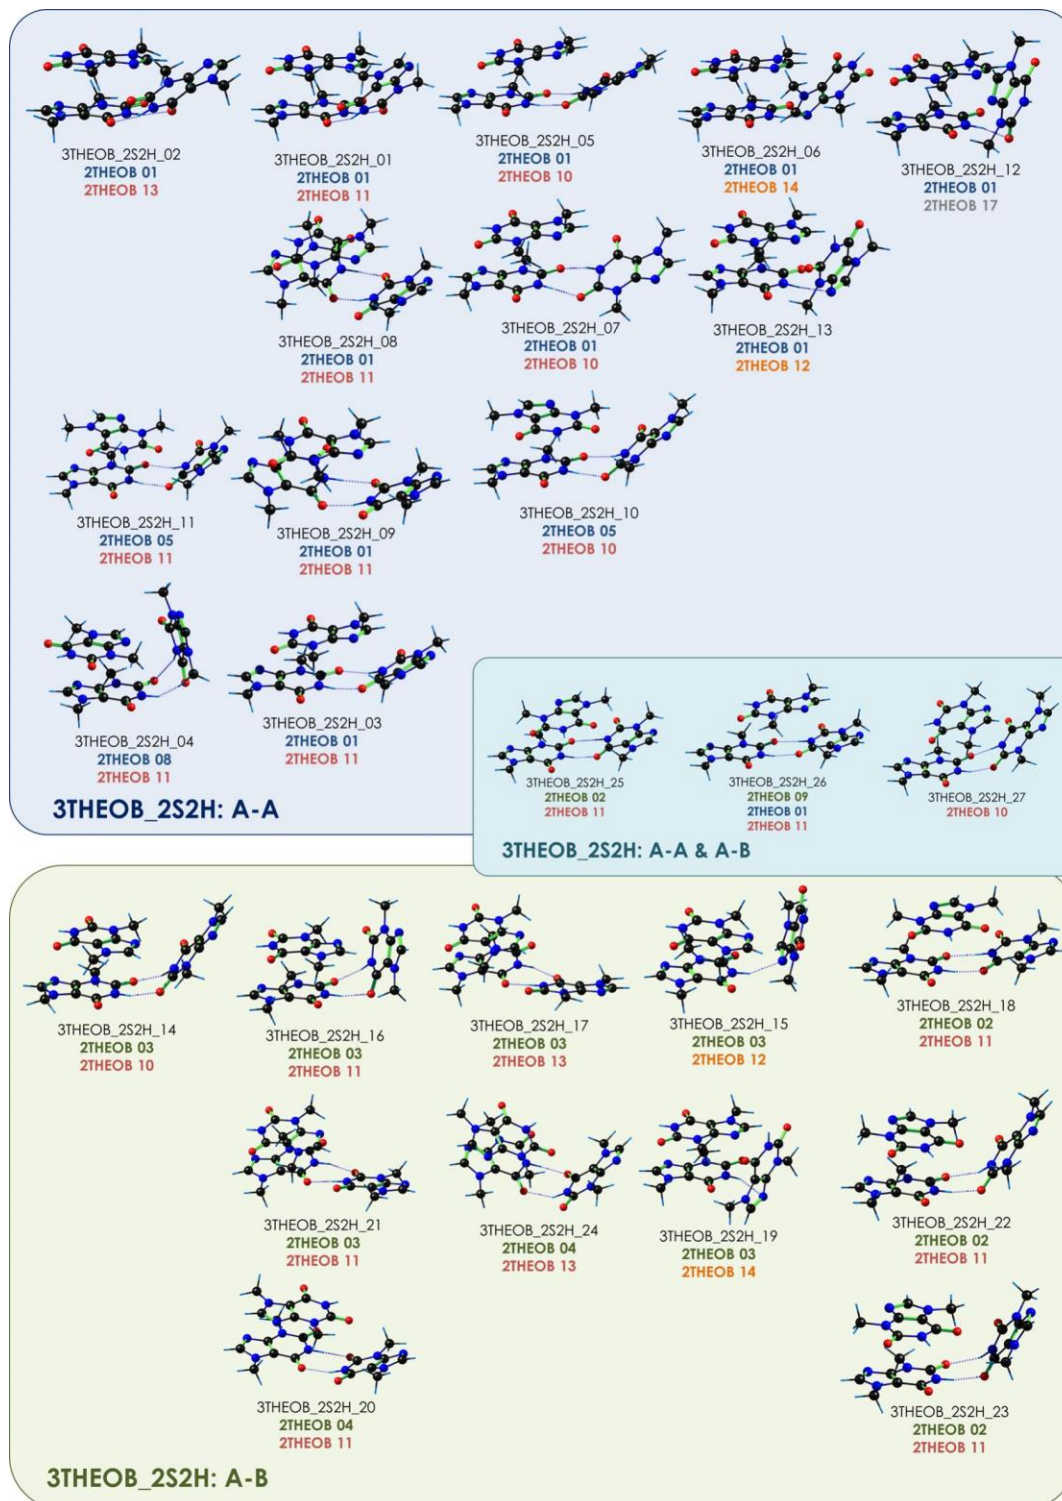 3THEOB_2S2H_02
2THEOB 01
2THEOB 13
3THEOB_2S2H_01
2THEOB 01
2THEOB 11
3THEOB_2S2H_05
2THEOB 01
2THEOB 10
3THEOB_2S2H_06
2THEOB 01
2THEOB 14
3THEOB_2S2H_12
2THEOB 01
2THEOB 17
3THEOB_2S2H_08
2THEOB 01
2THEOB 11
3THEOB_2S2H_07
2THEOB 01
2THEOB 10
3THEOB_2S2H_13
2THEOB 01
2THEOB 12
3THEOB_2S2H_11
2THEOB 05
2THEOB 11
3THEOB_2S2H_09
2THEOB 01
2THEOB 11
3THEOB_2S2H_10
2THEOB 05
2THEOB 10
3THEOB_2S2H_04
2THEOB 08
2THEOB 11
3THEOB_2S2H_03
2THEOB 01
2THEOB 11
3THEOB_2S2H: A-A
3THEOB_2S2H_25
2THEOB 02
2THEOB 11
3THEOB_2S2H_26
2THEOB 09
2THEOB 01
2THEOB 11
3THEOB_2S2H_27
2THEOB 10
3THEOB_2S2H: A-A & A-B
3THEOB_2S2H_14
2THEOB 03
2THEOB 10
3THEOB_2S2H_16
2THEOB 03
2THEOB 11
3THEOB_2S2H_17
2THEOB 03
2THEOB 13
3THEOB_2S2H_15
2THEOB 03
2THEOB 12
3THEOB_2S2H_18
2THEOB 02
2THEOB 11
3THEOB_2S2H_21
2THEOB 03
2THEOB 11
3THEOB_2S2H_24
2THEOB 04
2THEOB 13
3THEOB_2S2H_19
2THEOB 03
2THEOB 14
3THEOB_2S2H_22
2THEOB 02
2THEOB 11
3THEOB_2S2H_20
2THEOB 04
2THEOB 11
3THEOB_2S2H_23
2THEOB 02
2THEOB 11
3THEOB_2S2H: A-B